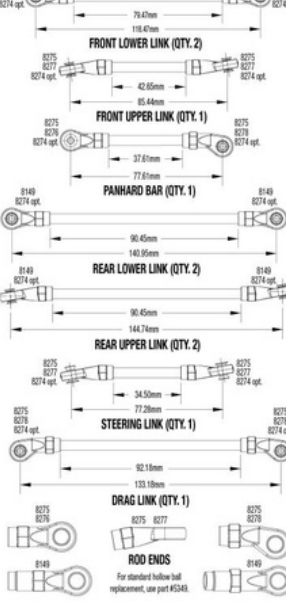 8274 opt.
8274 opt.
79.47mm
118.47mm
FRONT LOWER LINK (QTY. 2)
8275
8277
8274 opt.
8275
8277
8274 opt.
42.65mm
85.44mm
FRONT UPPER LINK (QTY. 1)
8275
8276
8274 opt.
8275
8278
8274 opt.
37.61mm
77.61mm
PANHARD BAR (QTY. 1)
8149
8274 opt.
8149
8274 opt.
90.45mm
140.95mm
REAR LOWER LINK (QTY. 2)
8149
8274 opt.
8149
8274 opt.
90.45mm
144.74mm
REAR UPPER LINK (QTY. 2)
8275
8277
8274 opt.
8275
8277
8274 opt.
34.50mm
77.28mm
STEERING LINK (QTY. 1)
8275
8278
8274 opt.
8275
8278
8274 o
92.18mm
133.18mm
DRAG LINK (QTY. 1)
8275
8276
8275 8277
8275
8278
ROD ENDS
8149
For standard hollow ball
replacement, use part #5349.
8149